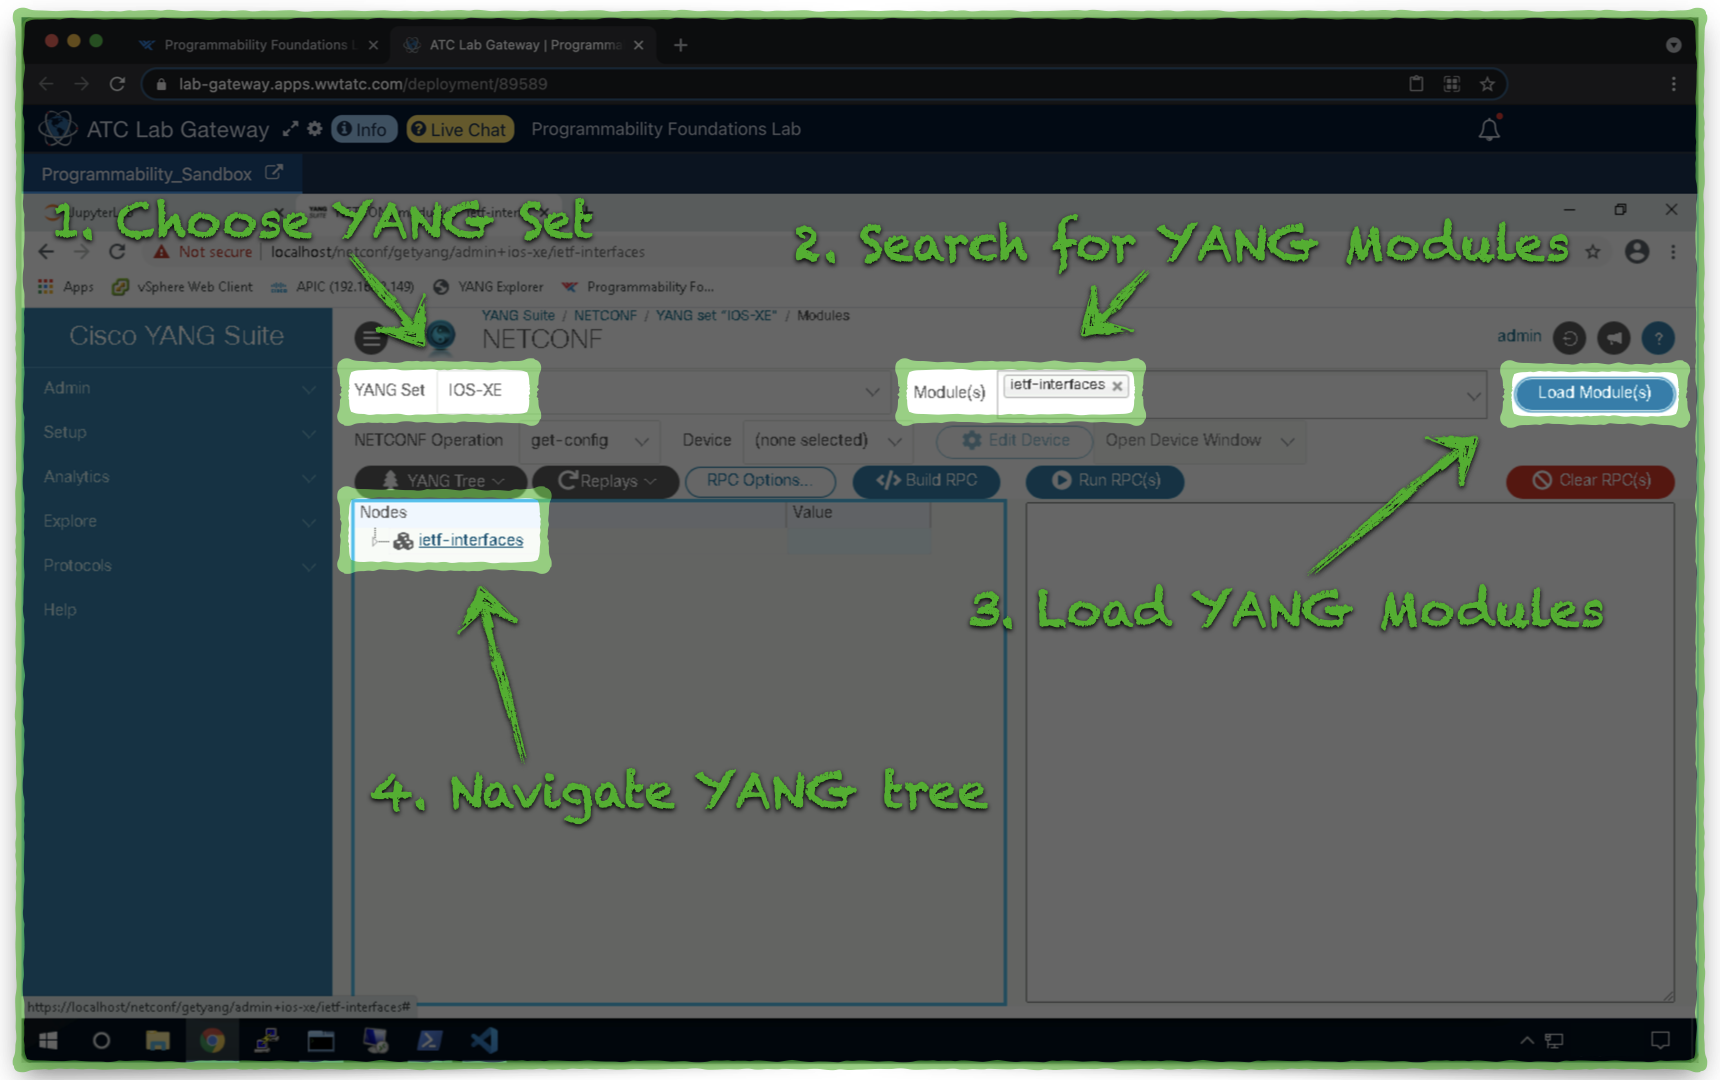 Programmability Foundations L
ATC Lab Gateway | Programma
lab-gateway.apps.wwtatc.com/deployment/89589
ATC Lab Gateway Info Live Chat Programmability Foundations Lab
Programmability_Sandbox
1. Choose YANG Set
2. Search for YANG Modules
Not secure localhost/netconf/getyang/admin+ios-xe/ietf-interfaces
Apps vSphere Web Client APIC YANG Explorer Programmability Fo...
Cisco YANG Suite
YANG Suite / NETCONF / YANG set "IOS-XE" / Modules
NETCONF
admin
Admin
Setup
Analytics
Explore
Protocols
Help
YANG Set IOS-XE
Module(s) ietf-interfaces
Load Module(s)
NETCONF Operation get-config Device (none selected) Edit Device Open Device Window
YANG Tree Replays RPC Options... Build RPC Run RPC(s) Clear RPC(s)
Nodes Value
ietf-interfaces
3. Load YANG Modules
4. Navigate YANG tree
https://localhost/netconf/getyang/admin+ios-xe/ietf-interfaces#